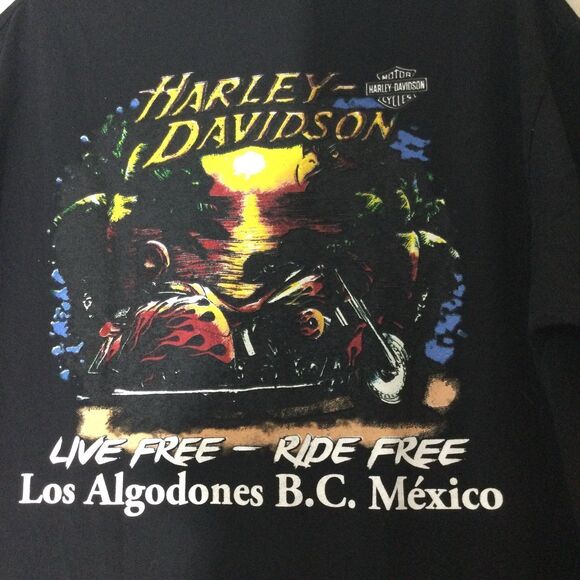 HARLEY-
DAVIDSON
MOTOR
HARLEY-DAVIDSON
CYCLES
LIVE FREE – RIDE FREE
Los Algodones B.C. México